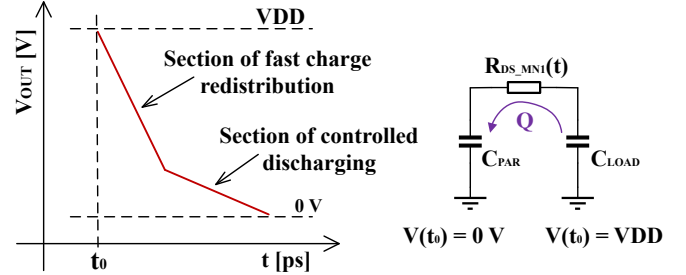 VOUT [V]
VDD
Section of fast charge
redistribution
Section of controlled
discharging
0 V
t0
t [ps]
RDS_MN1(t)
Q
CPAR
CLOAD
V(t0) = 0 V
V(t0) = VDD